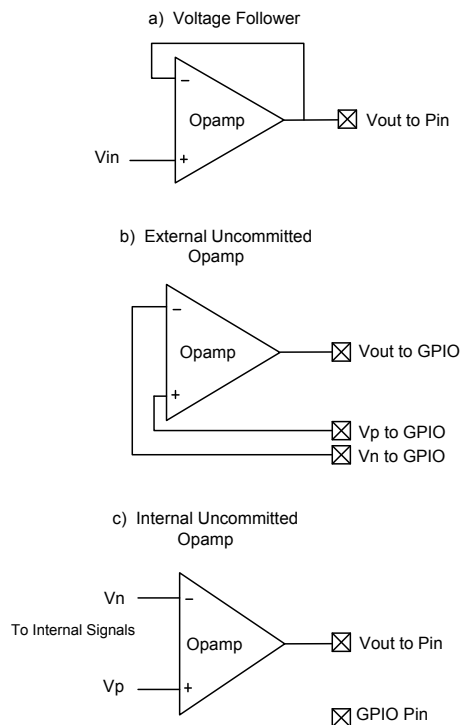 a) Voltage Follower
−
Opamp
Vout to Pin
Vin
+
b) External Uncommitted
Opamp
−
Opamp
Vout to GPIO
+
Vp to GPIO
Vn to GPIO
c) Internal Uncommitted
Opamp
Vn
−
To Internal Signals
Opamp
Vout to Pin
Vp
+
GPIO Pin